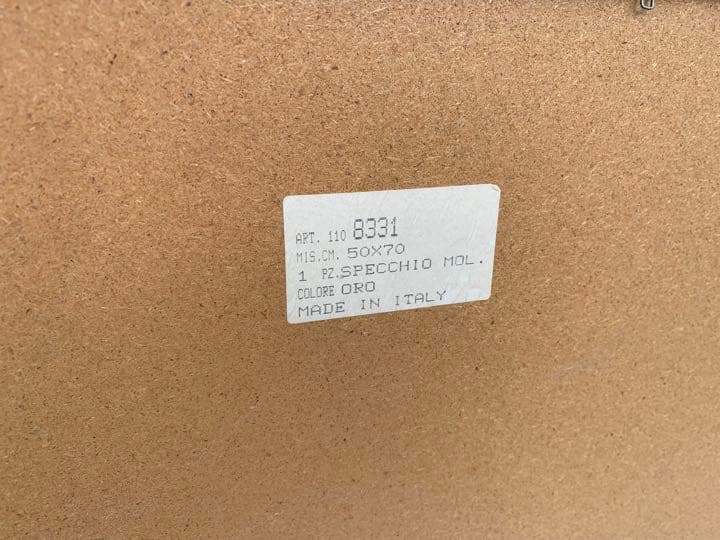 ART. 110 8331
MIS.CM. 50X70
1 PZ.SPECCHIO MOL.
COLORE ORO
MADE IN ITALY